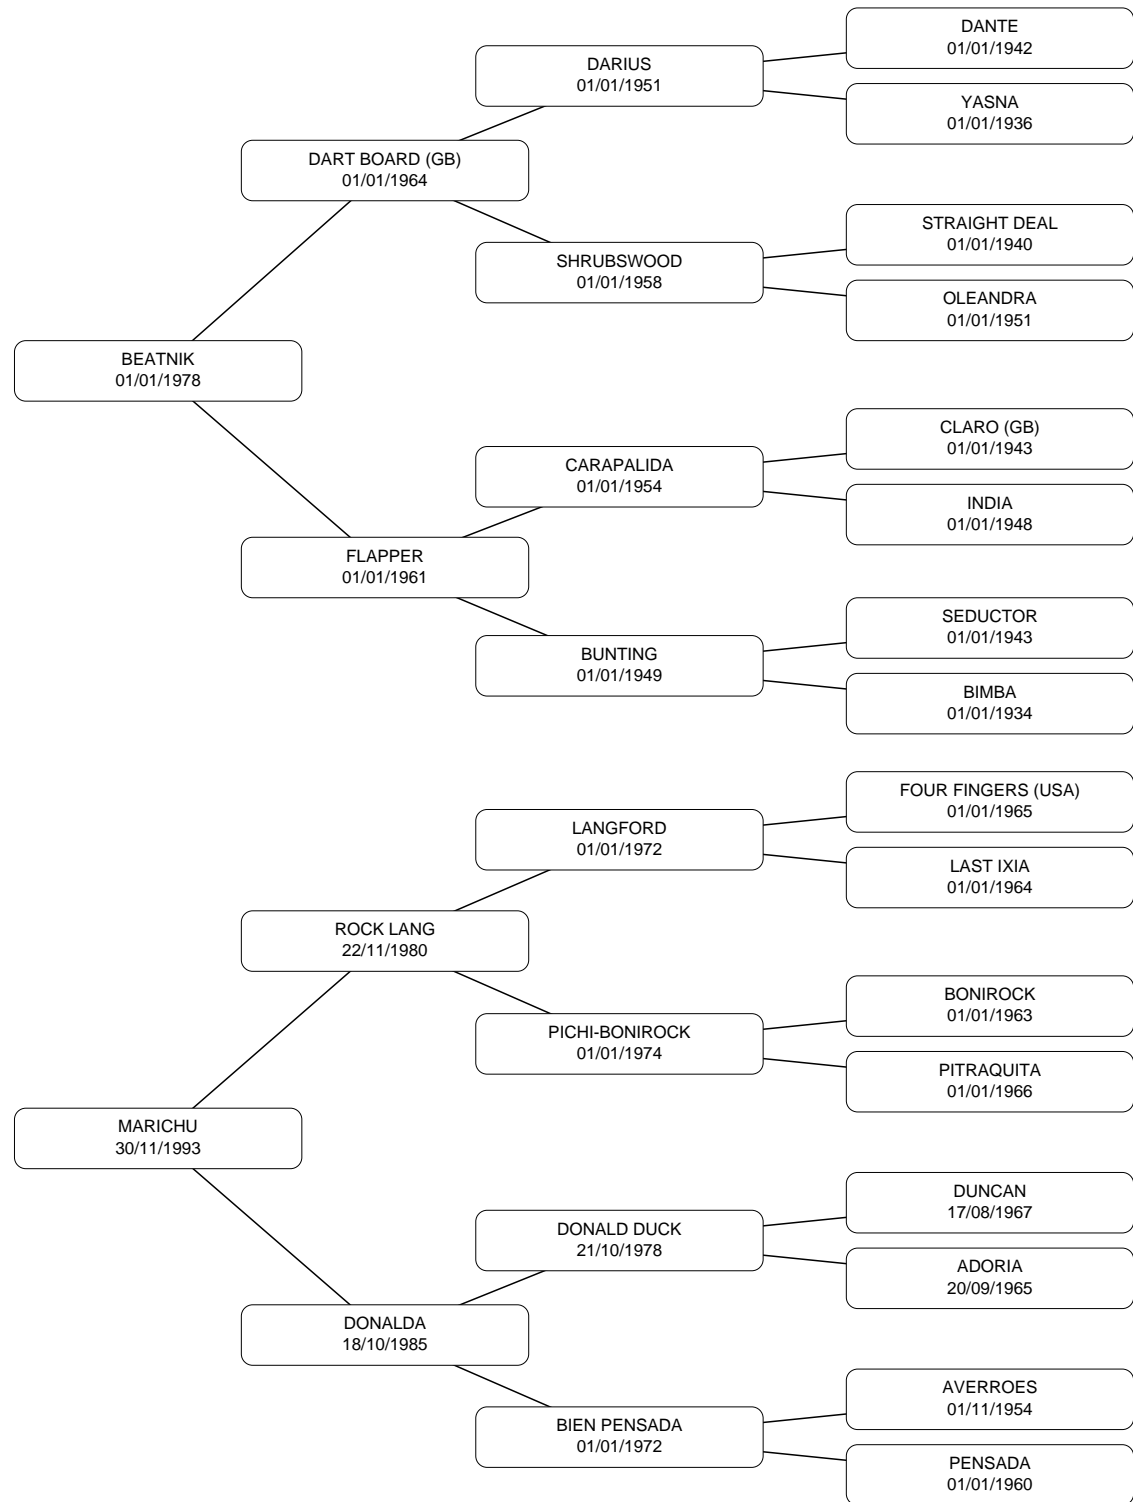 DANTE
01/01/1942
DARIUS
01/01/1951
YASNA
01/01/1936
DART BOARD (GB)
01/01/1964
STRAIGHT DEAL
01/01/1940
SHRUBSWOOD
01/01/1958
OLEANDRA
01/01/1951
BEATNIK
01/01/1978
CLARO (GB)
01/01/1943
CARAPALIDA
01/01/1954
INDIA
01/01/1948
FLAPPER
01/01/1961
SEDUCTOR
01/01/1943
BUNTING
01/01/1949
BIMBA
01/01/1934
FOUR FINGERS (USA)
01/01/1965
LANGFORD
01/01/1972
LAST IXIA
01/01/1964
ROCK LANG
22/11/1980
BONIROCK
01/01/1963
PICHI-BONIROCK
01/01/1974
PITRAQUITA
01/01/1966
MARICHU
30/11/1993
DUNCAN
17/08/1967
DONALD DUCK
21/10/1978
ADORIA
20/09/1965
DONALDA
18/10/1985
AVERROES
01/11/1954
BIEN PENSADA
01/01/1972
PENSADA
01/01/1960